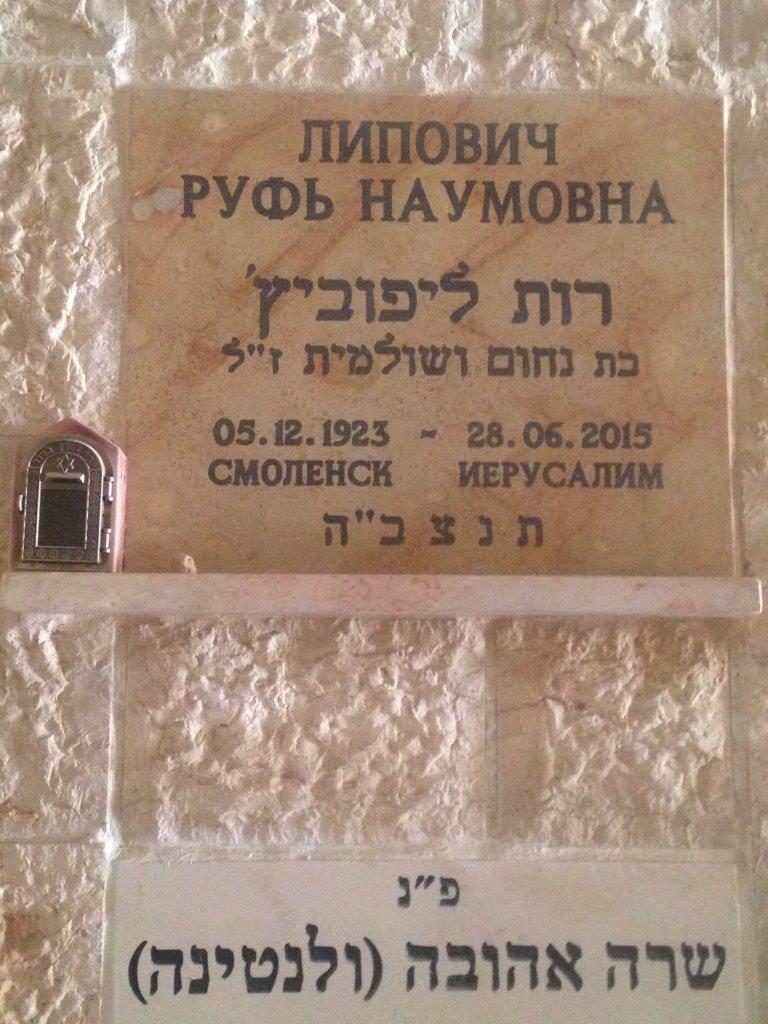 ЛИПОВИЧ
РУФЬ НАУМОВНА
רות ליפוביץ'
בת נחום ושולמית ז"ל
05.12.1923 - 28.06.2015
СМОЛЕНСК ИЕРУСАЛИМ
ת נ צ ב"ה
פ"נ
שרה אהובה (ולנטינה)